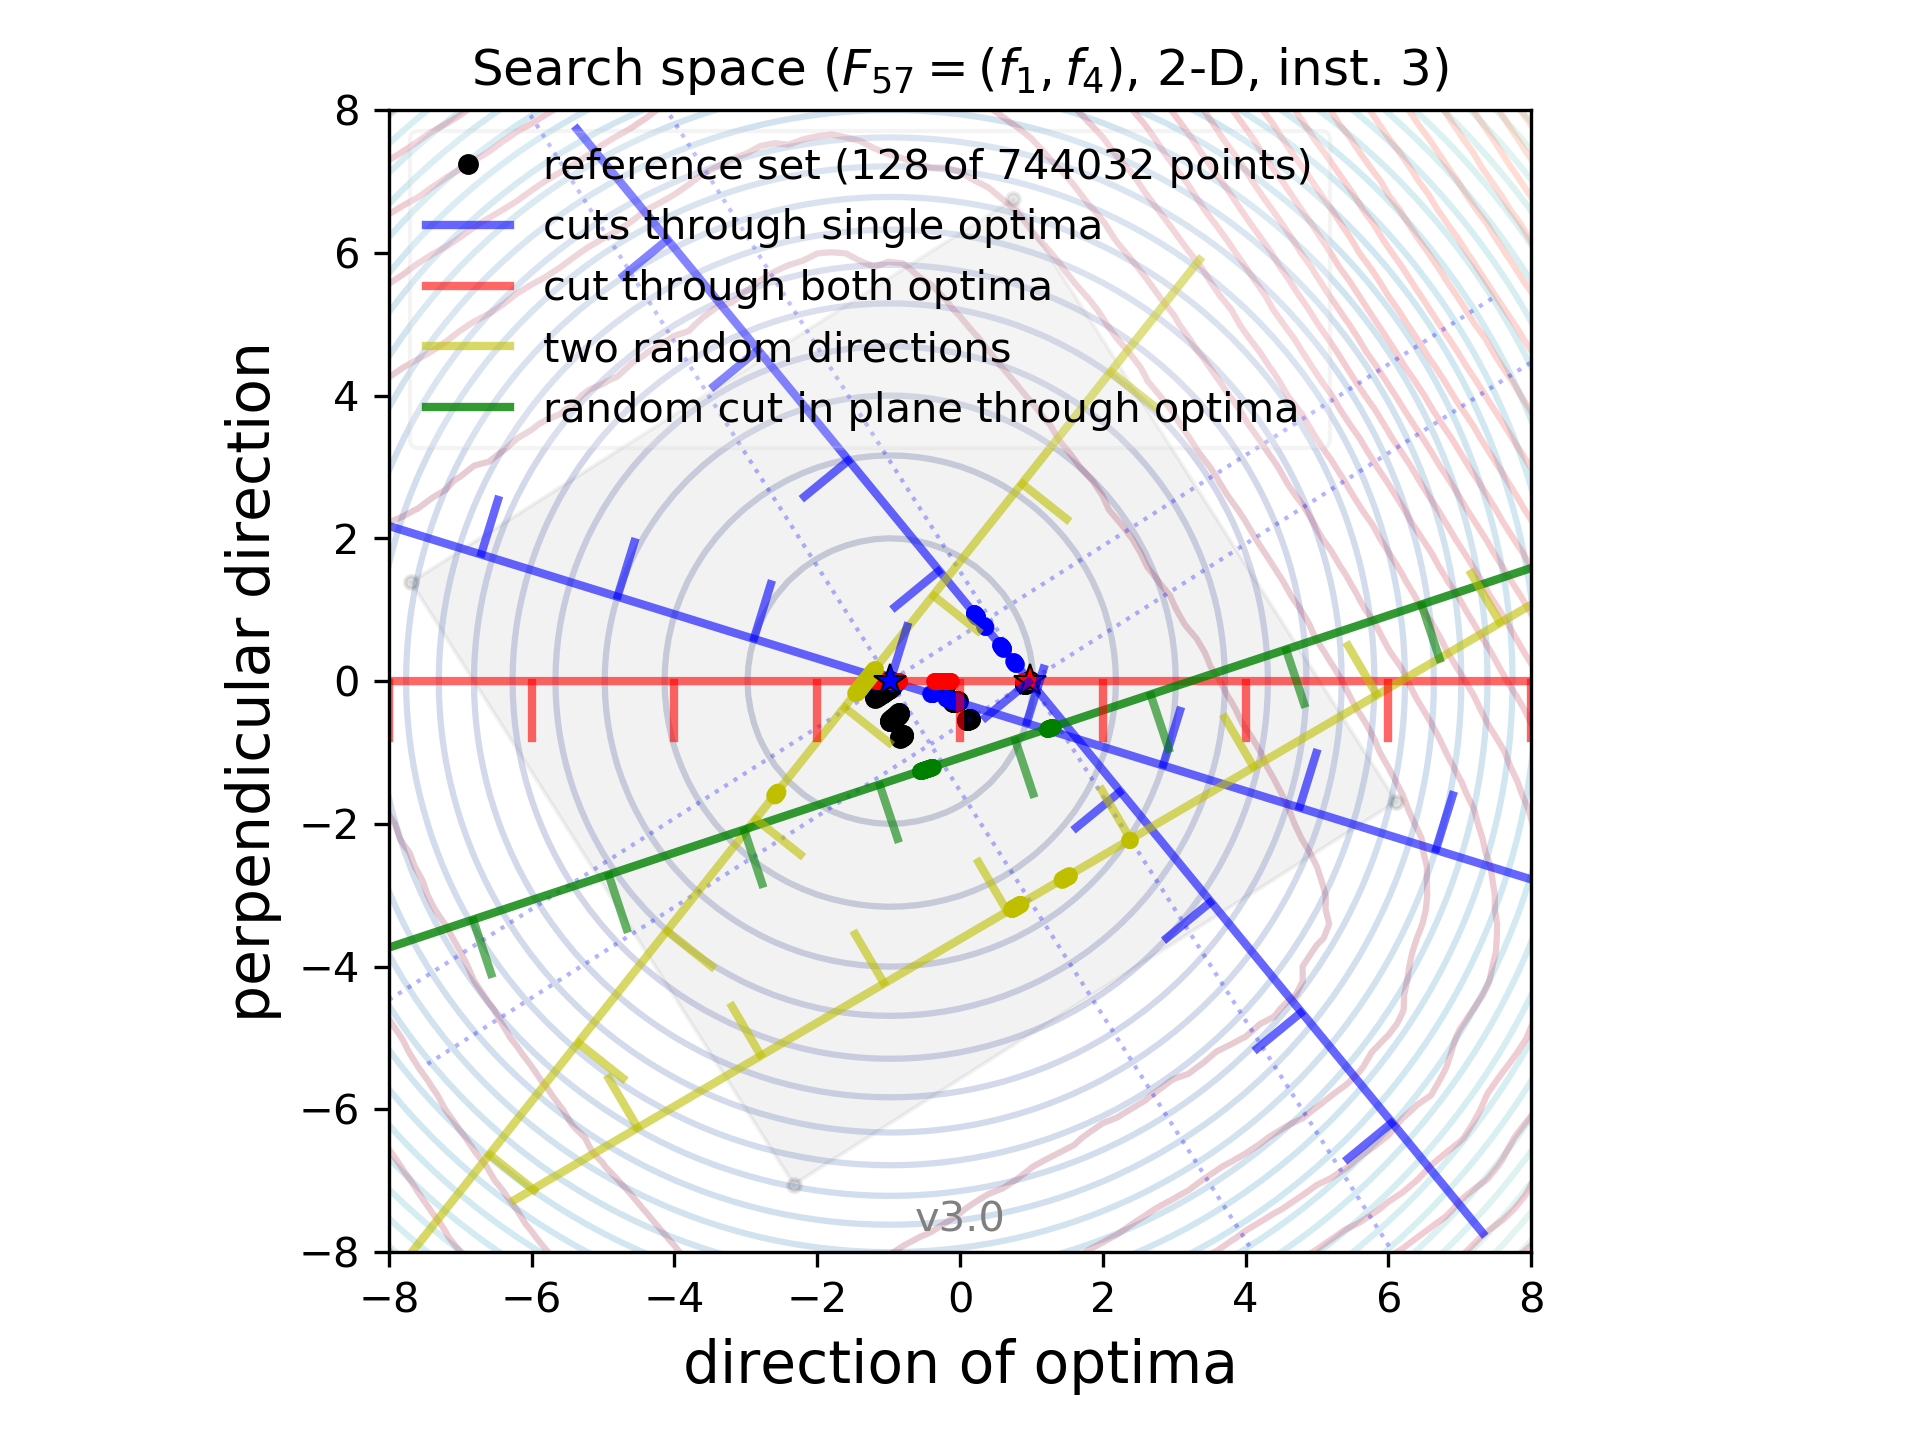 Search space (F₅₇ = (f₁, f₄), 2-D, inst. 3)
reference set (128 of 744032 points)
cuts through single optima
cut through both optima
two random directions
random cut in plane through optima
perpendicular direction
8
6
4
2
0
−2
−4
−6
−8
v3.0
−8 −6 −4 −2 0 2 4 6 8
direction of optima